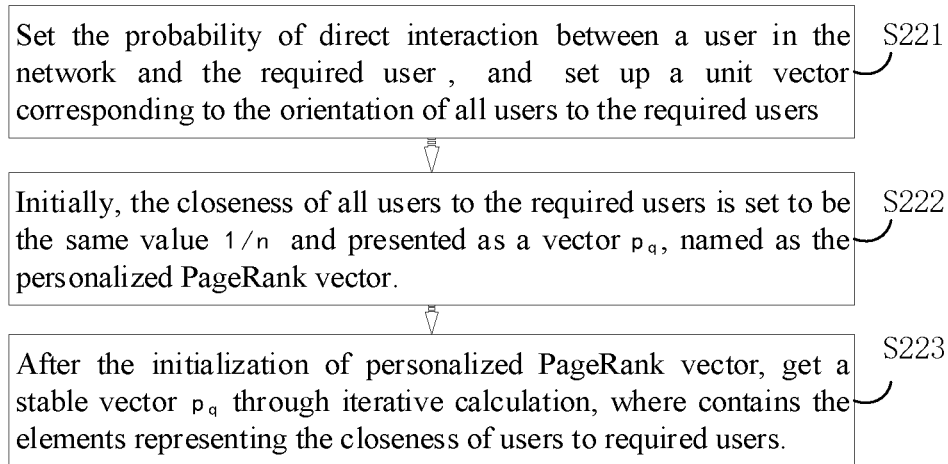 Set the probability of direct interaction between a user in the
network and the required user , and set up a unit vector
corresponding to the orientation of all users to the required users
S221
Initially, the closeness of all users to the required users is set to be
the same value 1/n and presented as a vector pq, named as the
personalized PageRank vector.
S222
After the initialization of personalized PageRank vector, get a
stable vector pq through iterative calculation, where contains the
elements representing the closeness of users to required users.
S223